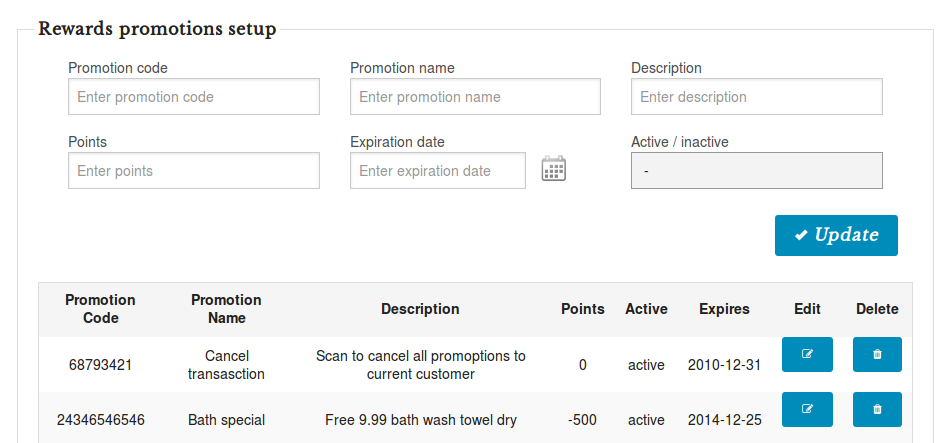 Rewards promotions setup
Promotion code Promotion name Description
Enter promotion code Enter promotion name Enter description
Points Expiration date Active / inactive
Enter points Enter expiration date -
Update
Promotion Code Promotion Name Description Points Active Expires Edit Delete
68793421 Cancel transasction Scan to cancel all promoptions to current customer 0 active 2010-12-31
24346546546 Bath special Free 9.99 bath wash towel dry -500 active 2014-12-25